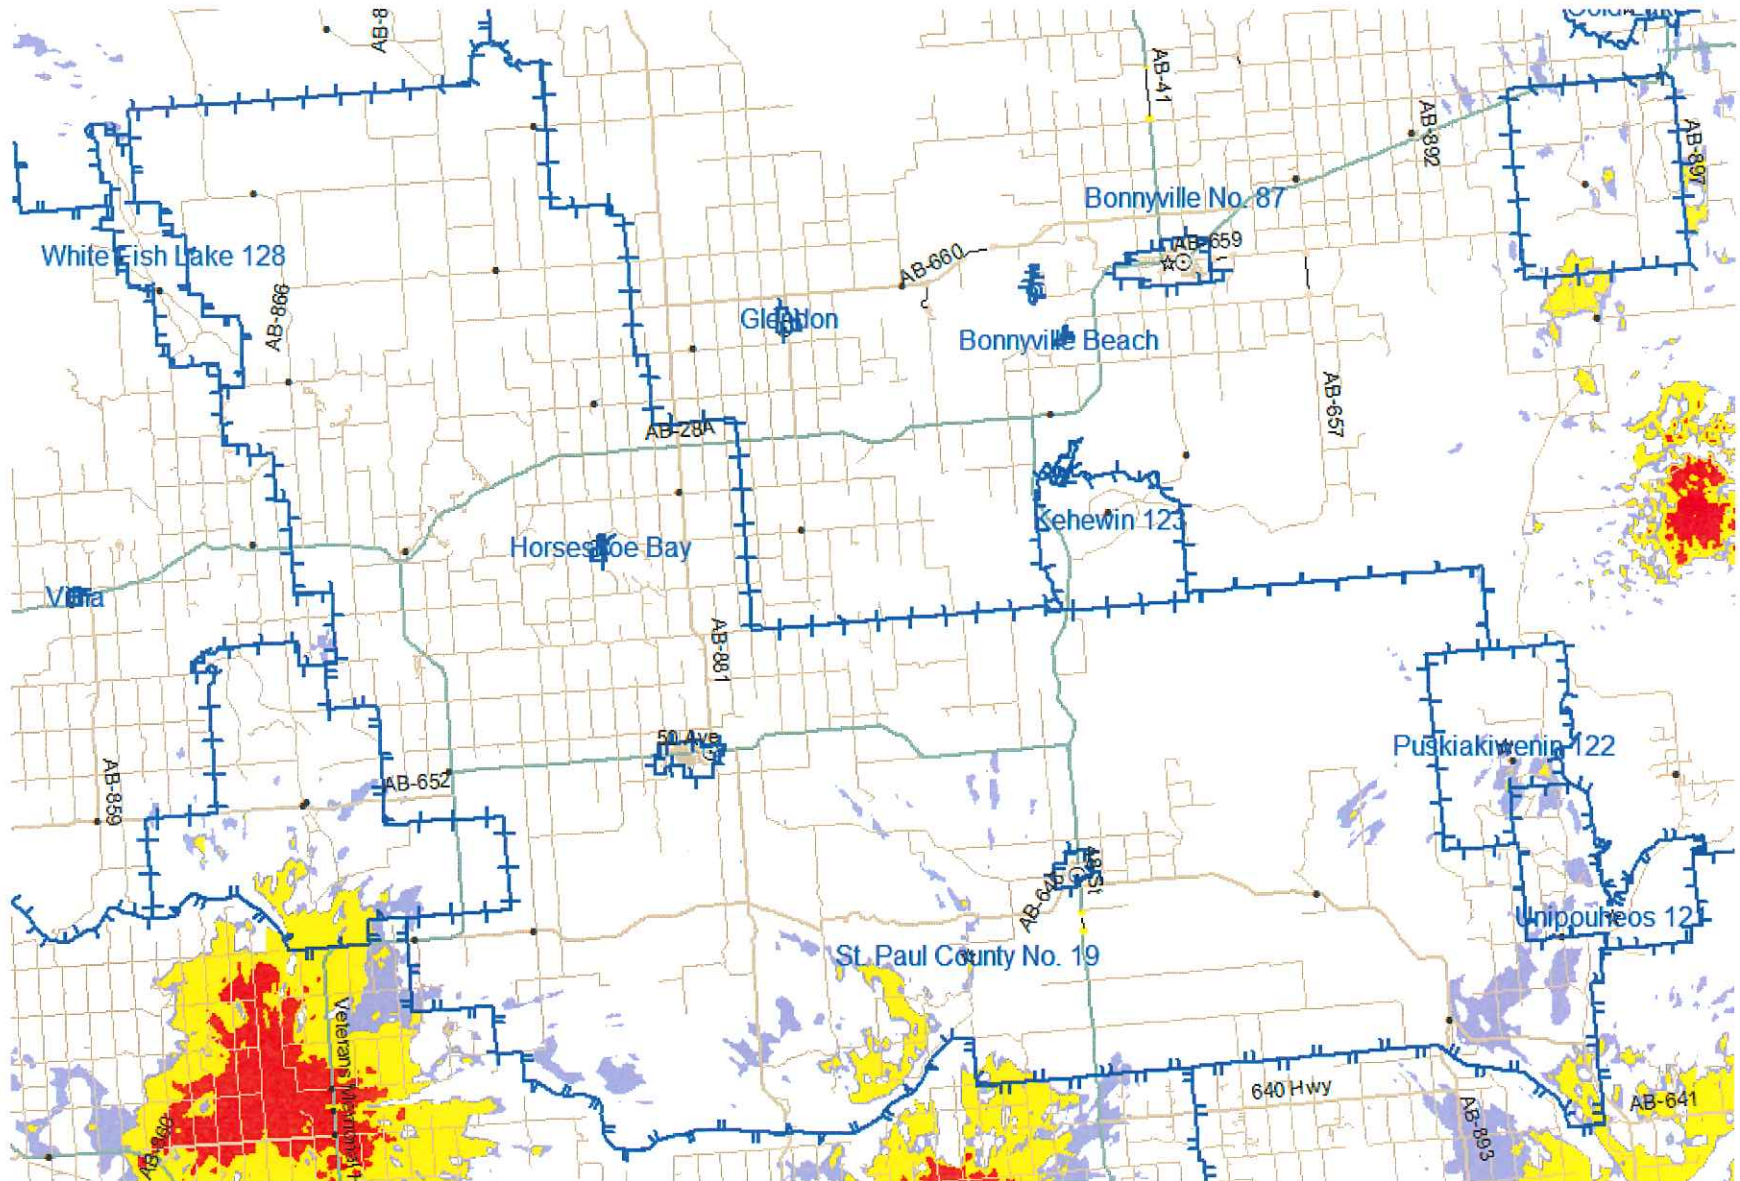 AB-8
AB-41
AB-892
AB-897
Bonnyville No. 87
AB-659
White Fish Lake 128
AB-660
AB-866
Glendon
Bonnyville Beach
AB-657
AB-28A
Kehewin 123
Horseshoe Bay
Vilna
AB-881
50 Ave
Puskiakiwenin 122
AB-652
AB-859
48 St
Unipouheos 121
St. Paul County No. 19
640 Hwy
AB-641
AB-893
AB-860